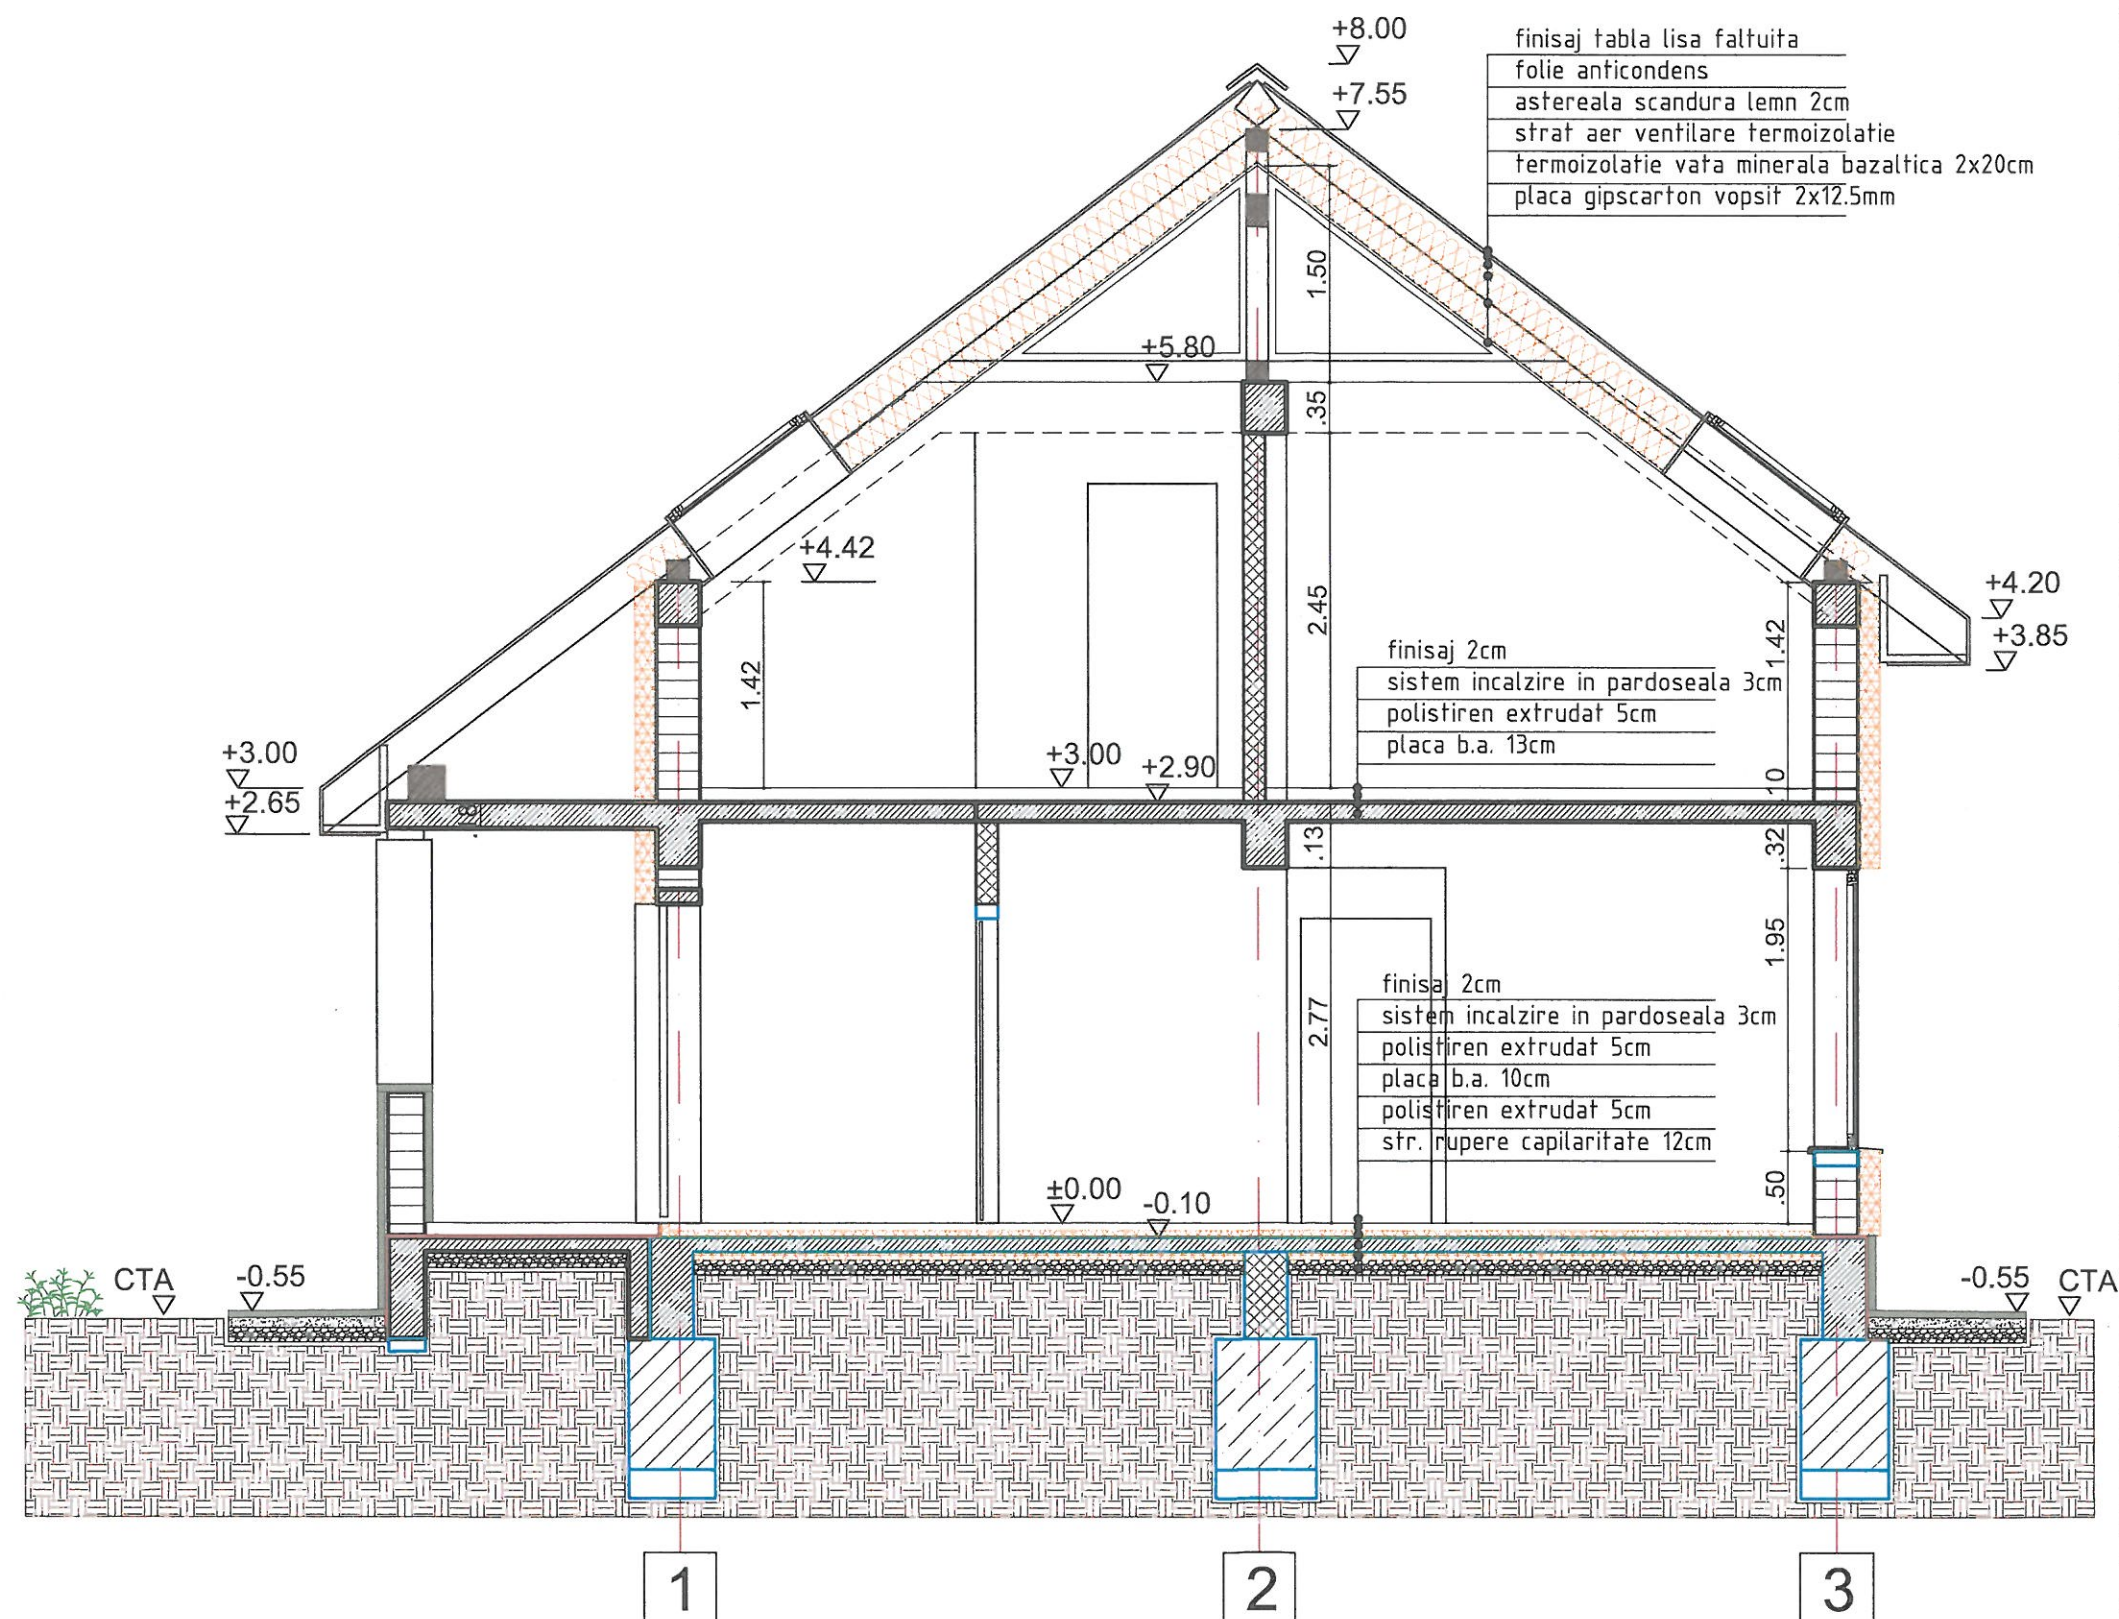 +8.00
+7.55
finisaj tabla lisa faltuita
folie anticondens
astereala scandura lemn 2cm
strat aer ventilare termoizolatie
termoizolatie vata minerala bazaltica 2x20cm
placa gipscarton vopsit 2x12.5mm
1.50
+5.80
.35
+4.42
2.45
+4.20
+3.85
1.42
1.42
finisaj 2cm
sistem incalzire in pardoseala 3cm
polistiren extrudat 5cm
placa b.a. 13cm
+3.00
+2.65
+3.00
+2.90
10
.13
.32
1.95
2.77
finisaj 2cm
sistem incalzire in pardoseala 3cm
polistiren extrudat 5cm
placa b.a. 10cm
polistiren extrudat 5cm
str. rupere capilaritate 12cm
.50
±0.00
-0.10
CTA
-0.55
-0.55
CTA
1
2
3